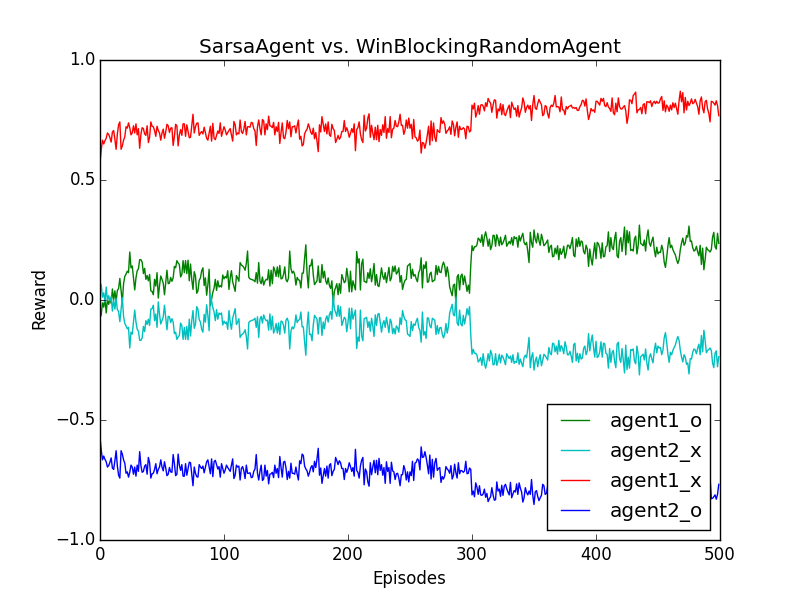 SarsaAgent vs. WinBlockingRandomAgent
1.0
0.5
0.0
−0.5
−1.0
Reward
agent1_o
agent2_x
agent1_x
agent2_o
0 100 200 300 400 500
Episodes